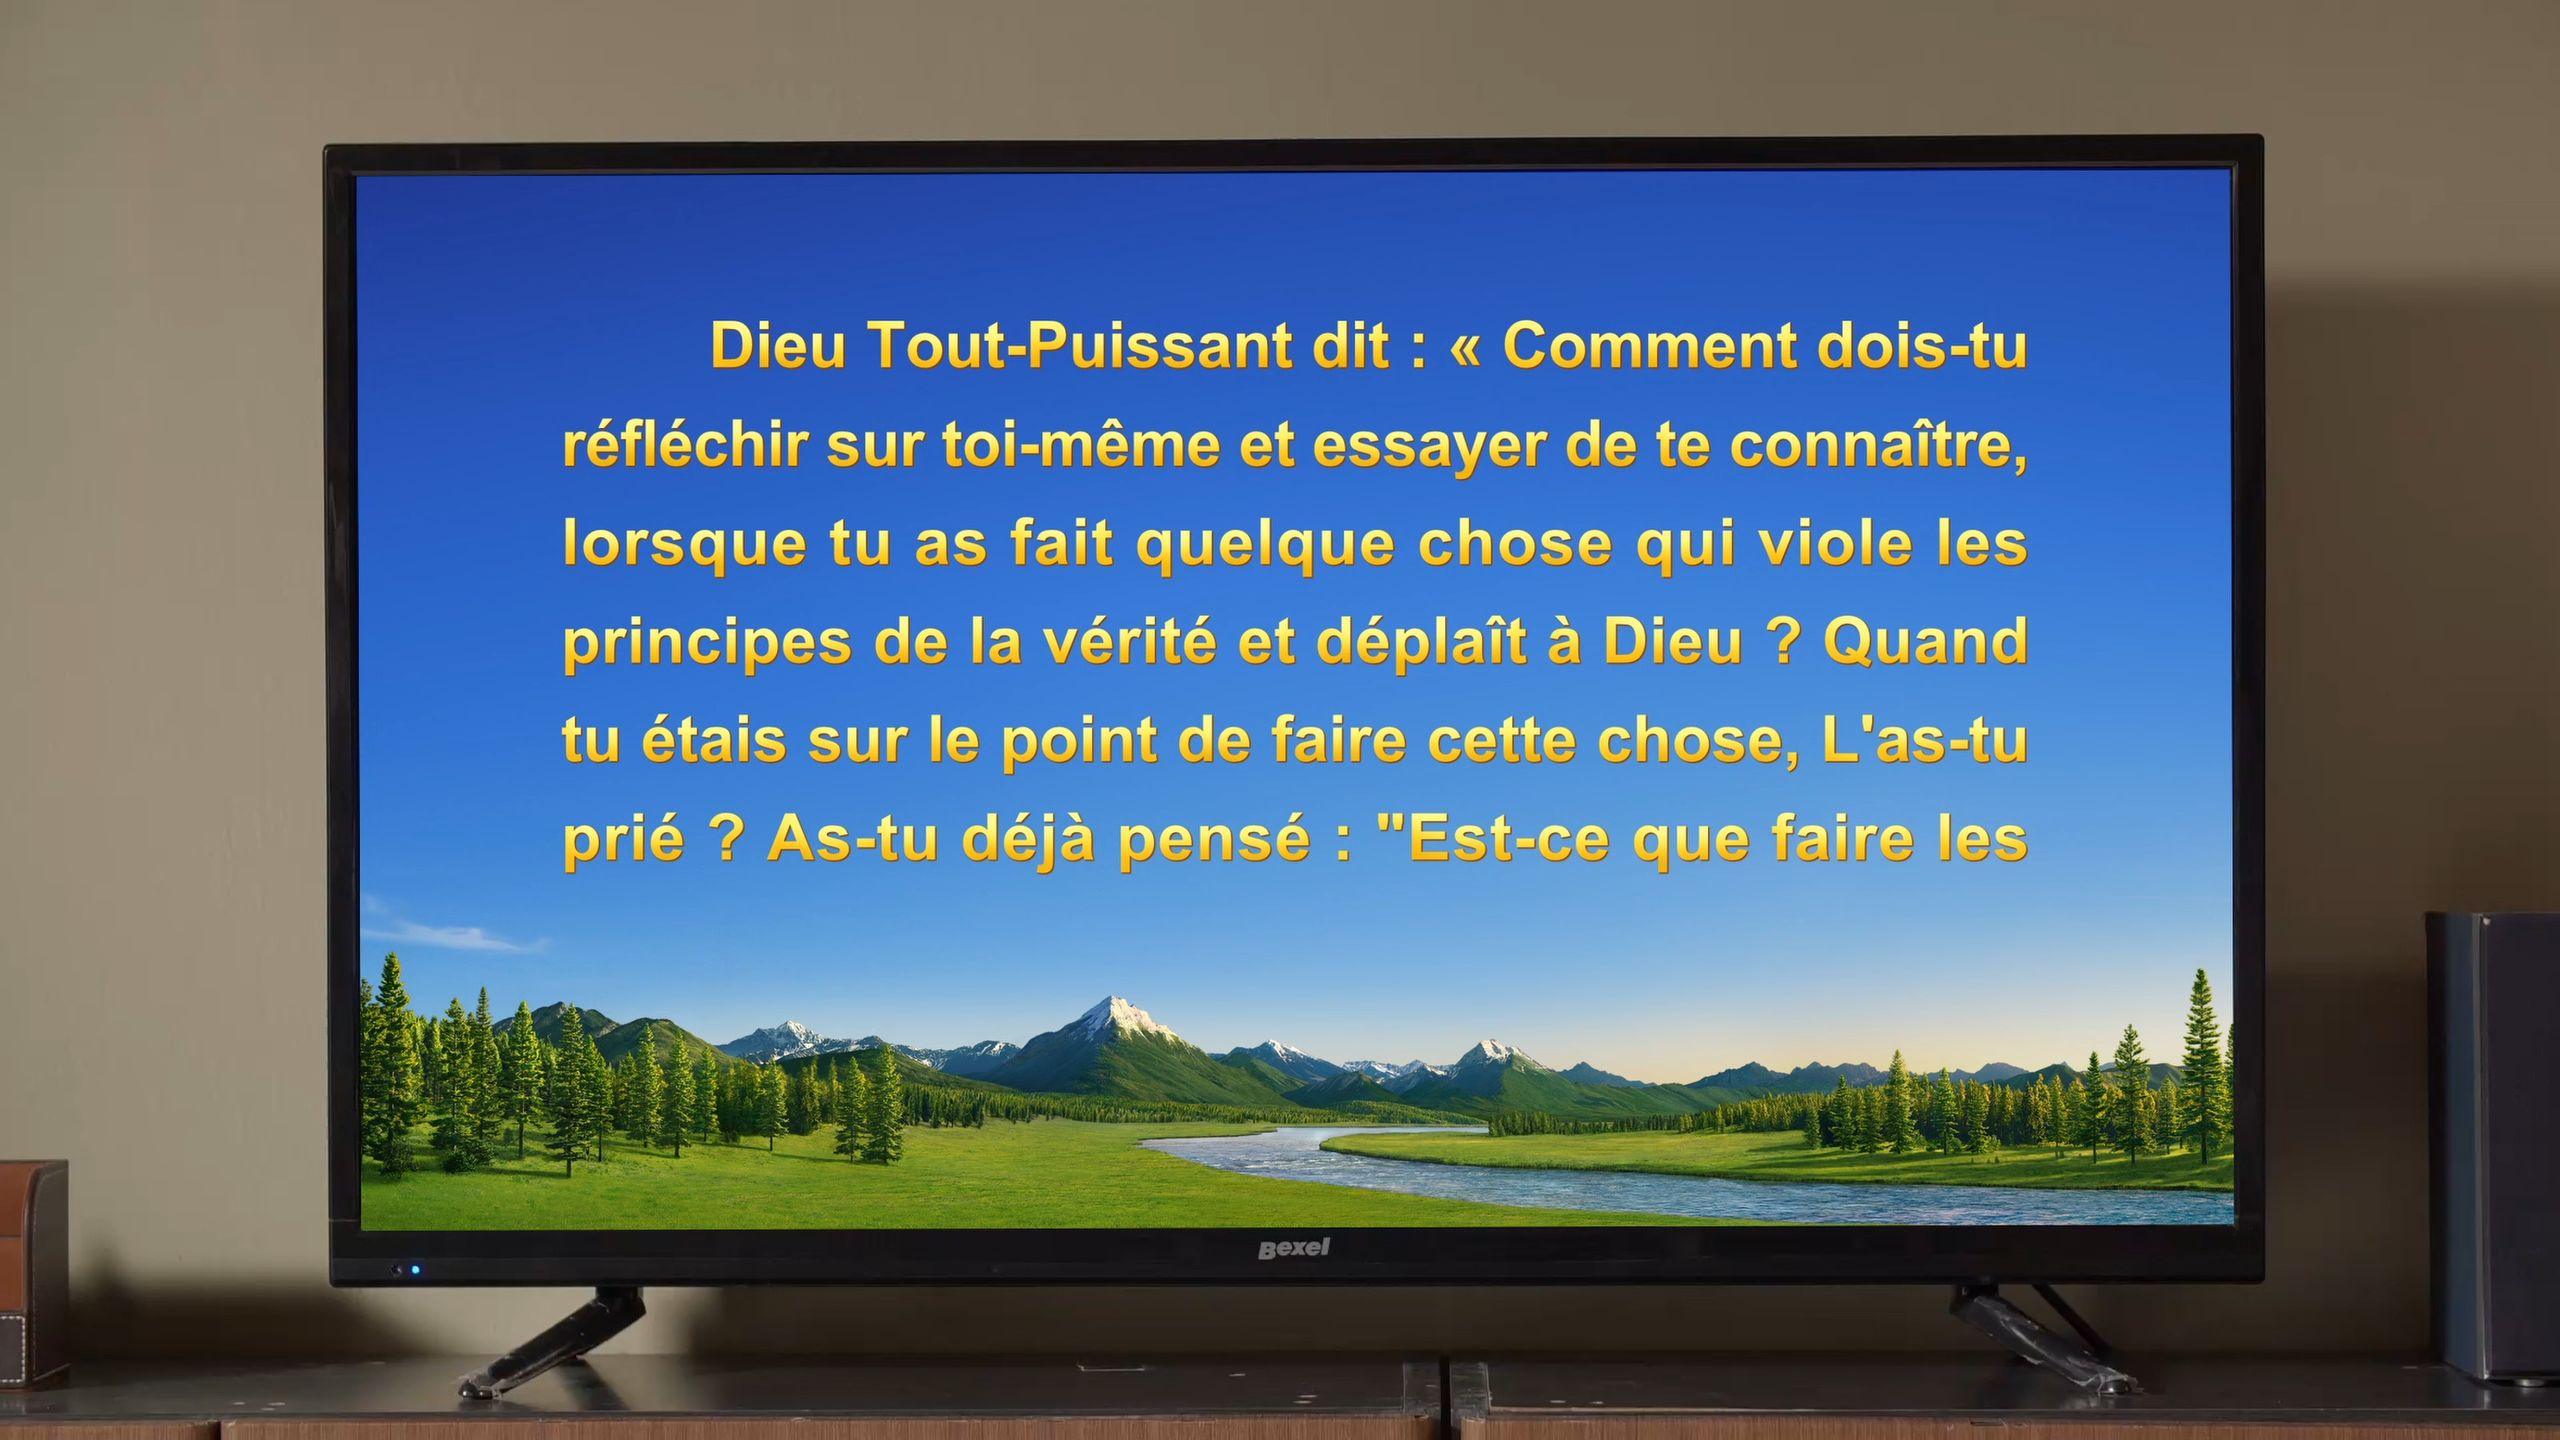 Dieu Tout-Puissant dit : « Comment dois-tu
réfléchir sur toi-même et essayer de te connaître,
lorsque tu as fait quelque chose qui viole les
principes de la vérité et déplaît à Dieu ? Quand
tu étais sur le point de faire cette chose, L'as-tu
prié ? As-tu déjà pensé : "Est-ce que faire les
Bexel